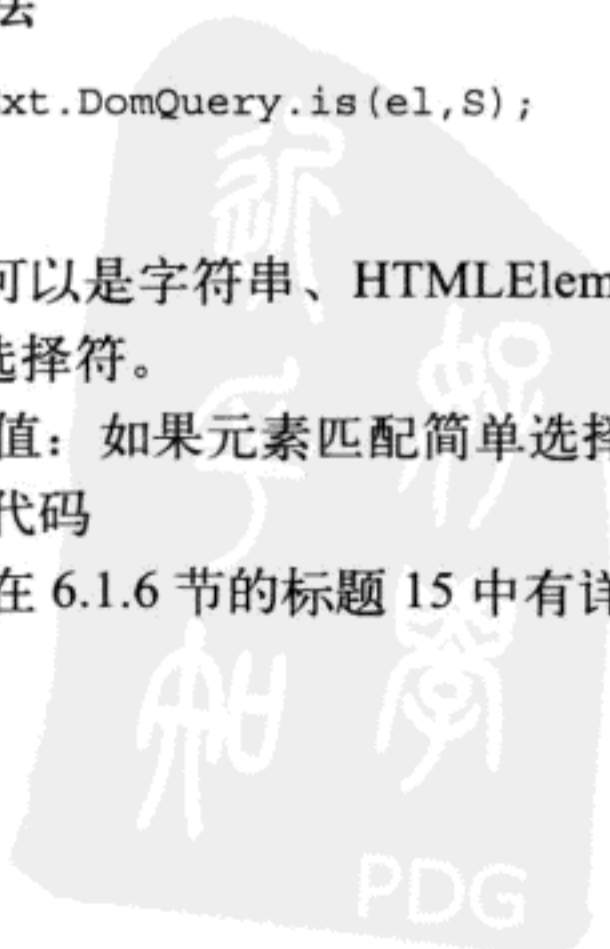 xt.DomQuery.is(el,S);
可以是字符串、HTMLElem
选择符。
值：如果元素匹配简单选择
代码
在 6.1.6 节的标题 15 中有详
PDG